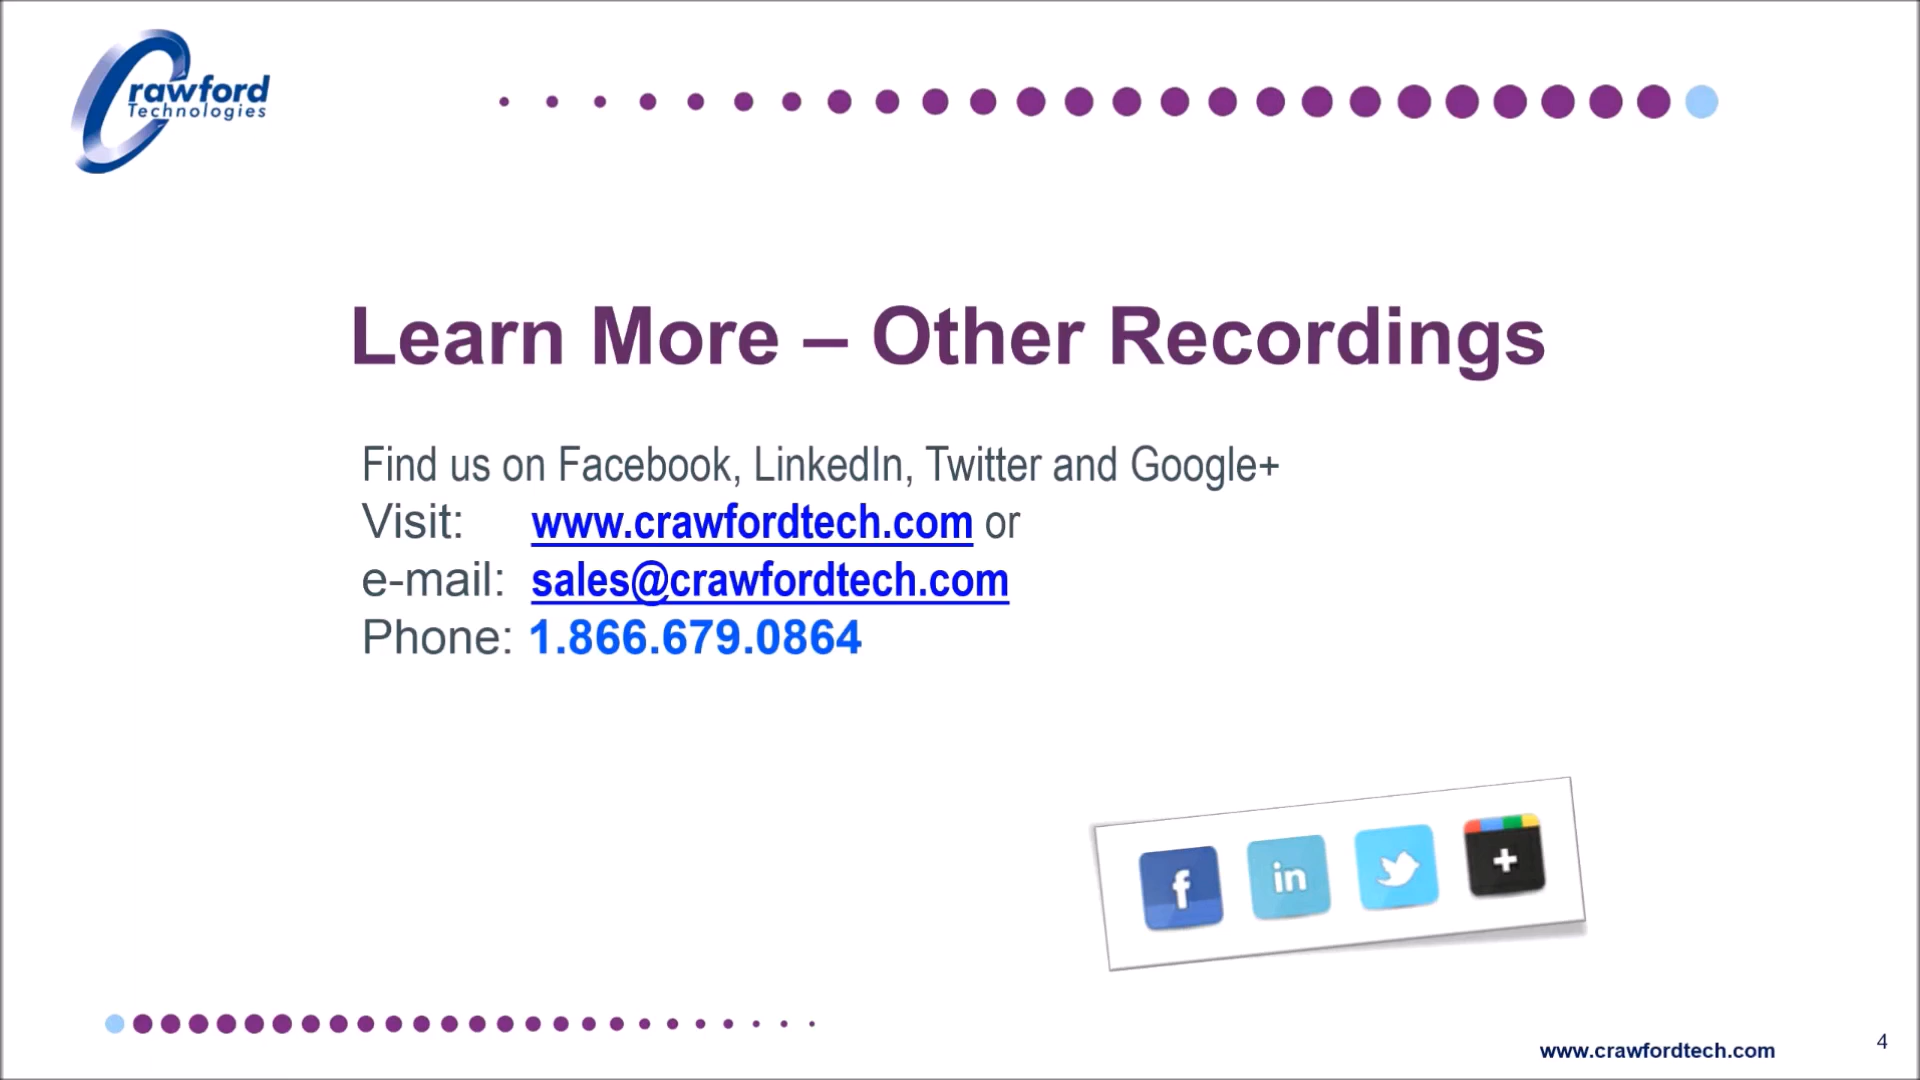 Crawford
Technologies
Learn More – Other Recordings
Find us on Facebook, LinkedIn, Twitter and Google+
Visit: www.crawfordtech.com or
e-mail: sales@crawfordtech.com
Phone: 1.866.679.0864
f in +
www.crawfordtech.com 4